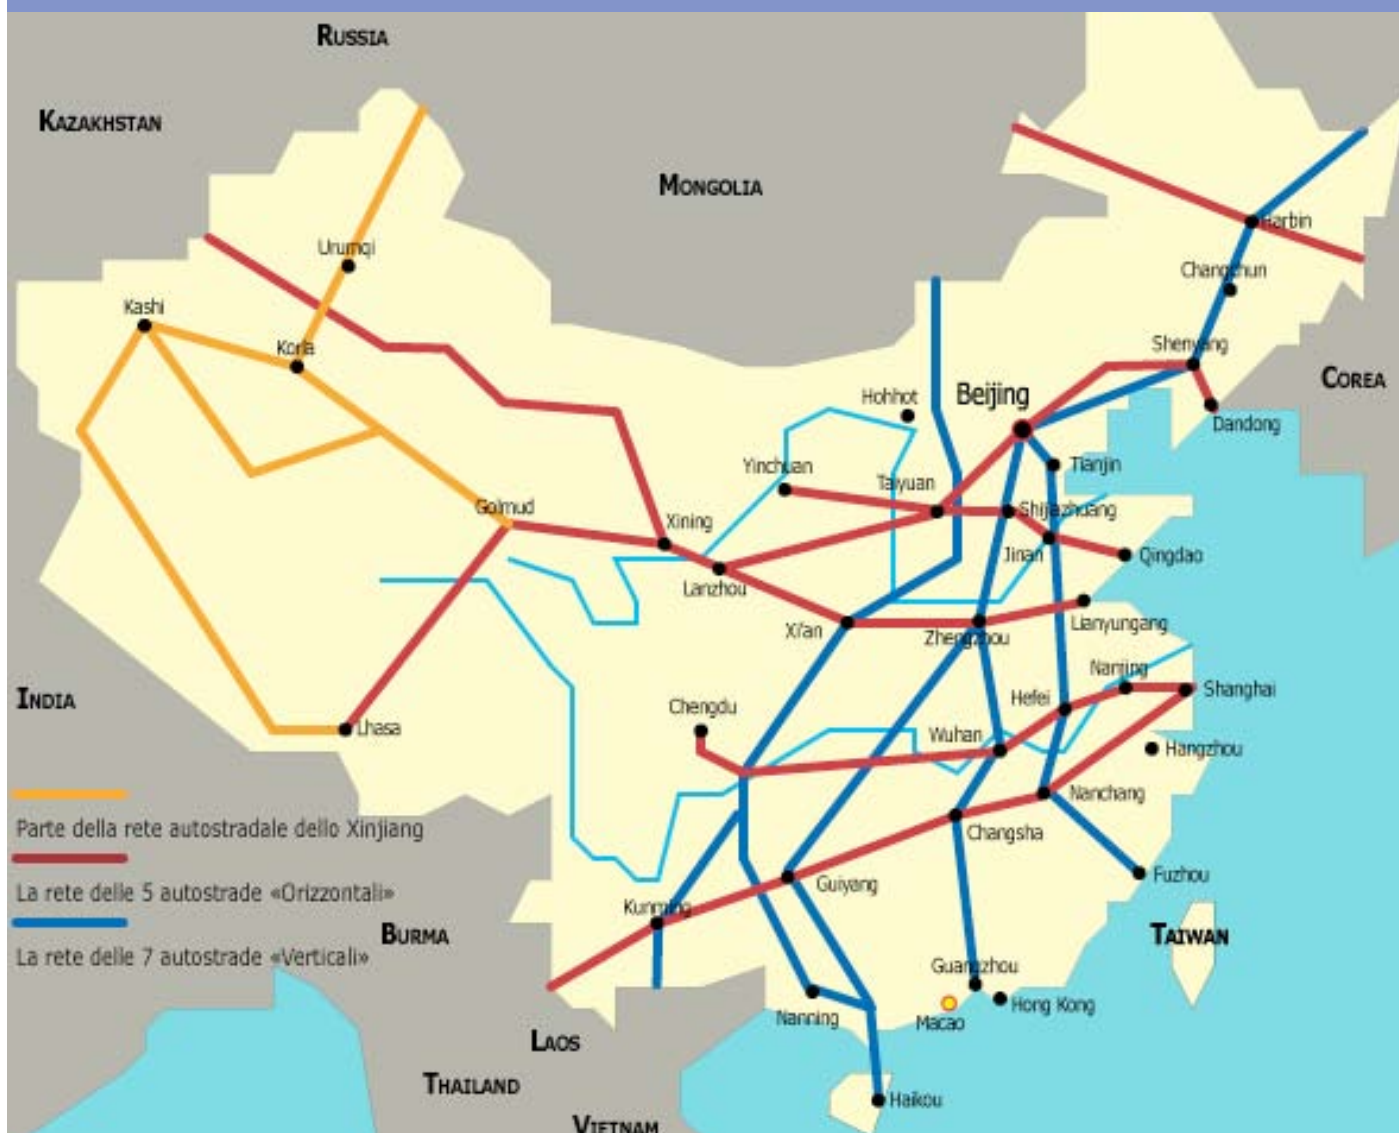 RUSSIA
KAZAKHSTAN
MONGOLIA
Harbin
Urumqi
Changchun
Kashi
Korla
Shenyang
COREA
Hohhot
Beijing
Dandong
Yinchuan
Tianjin
Taiyuan
Golmud
Shijiazhuang
Xining
Jinan
Qingdao
Lanzhou
Lianyungang
Xi'an
Zhengzhou
Nanjing
INDIA
Hefei
Shanghai
Chengdu
Lhasa
Wuhan
Hangzhou
Nanchang
Parte della rete autostradale dello Xinjiang
Changsha
Fuzhou
Guiyang
La rete delle 5 autostrade «Orizzontali»
Kunming
BURMA
TAIWAN
La rete delle 7 autostrade «Verticali»
Guangzhou
Hong Kong
Nanning
Macao
LAOS
THAILAND
Haikou
VIETNAM